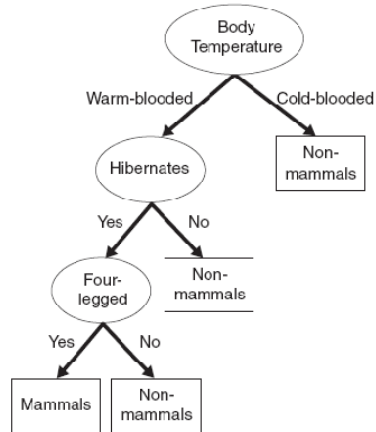 Body
Temperature
Warm-blooded
Cold-blooded
Hibernates
Non-
mammals
Yes
No
Four-
legged
Non-
mammals
Yes
No
Mammals
Non-
mammals